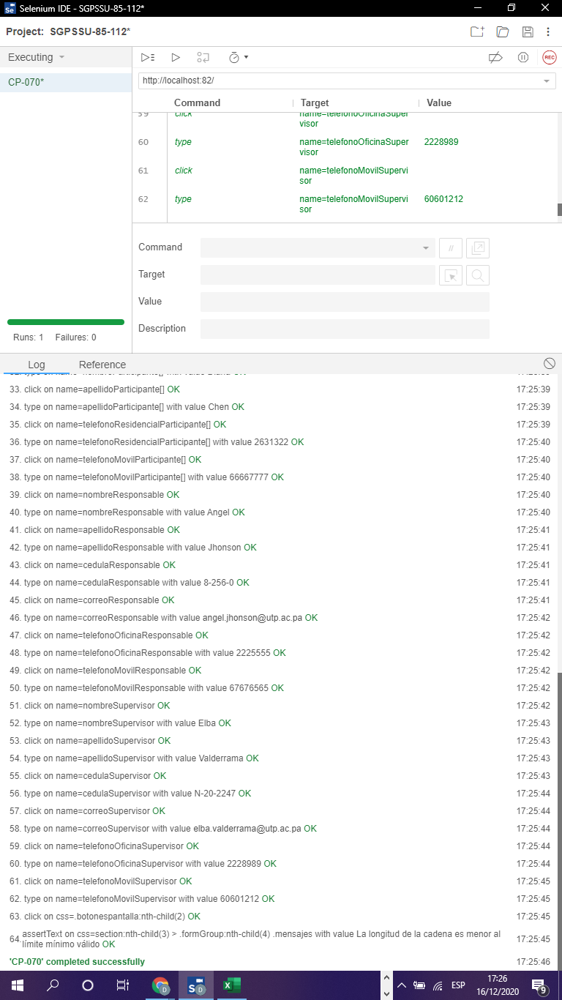 Selenium IDE - SGPSSU-85-112*
Project: SGPSSU-85-112*
Executing
CP-070*
http://localhost:82/
Command Target Value
59 click name=telefonoOficinaSuper
visor
60 type name=telefonoOficinaSuper 2228989
visor
61 click name=telefonoMovilSupervi
sor
62 type name=telefonoMovilSupervi 60601212
sor
Command
//
Target
Value
Description
Runs: 1 Failures: 0
REC
Log Reference
33. click on name=apellidoParticipante[] OK 17:25:39
34. type on name=apellidoParticipante[] with value Chen OK 17:25:39
35. click on name=telefonoResidencialParticipante[] OK 17:25:39
36. type on name=telefonoResidencialParticipante[] with value 2631322 OK 17:25:40
37. click on name=telefonoMovilParticipante[] OK 17:25:40
38. type on name=telefonoMovilParticipante[] with value 66667777 OK 17:25:40
39. click on name=nombreResponsable OK 17:25:40
40. type on name=nombreResponsable with value Angel OK 17:25:40
41. click on name=apellidoResponsable OK 17:25:41
42. type on name=apellidoResponsable with value Jhonson OK 17:25:41
43. click on name=cedulaResponsable OK 17:25:41
44. type on name=cedulaResponsable with value 8-256-0 OK 17:25:41
45. click on name=correoResponsable OK 17:25:41
46. type on name=correoResponsable with value angel.jhonson@utp.ac.pa OK 17:25:42
47. click on name=telefonoOficinaResponsable OK 17:25:42
48. type on name=telefonoOficinaResponsable with value 2225555 OK 17:25:42
49. click on name=telefonoMovilResponsable OK 17:25:42
50. type on name=telefonoMovilResponsable with value 67676565 OK 17:25:42
51. click on name=nombreSupervisor OK 17:25:42
52. type on name=nombreSupervisor with value Elba OK 17:25:43
53. click on name=apellidoSupervisor OK 17:25:43
54. type on name=apellidoSupervisor with value Valderrama OK 17:25:43
55. click on name=cedulaSupervisor OK 17:25:43
56. type on name=cedulaSupervisor with value N-20-2247 OK 17:25:44
57. click on name=correoSupervisor OK 17:25:44
58. type on name=correoSupervisor with value elba.valderrama@utp.ac.pa OK 17:25:44
59. click on name=telefonoOficinaSupervisor OK 17:25:44
60. type on name=telefonoOficinaSupervisor with value 2228989 OK 17:25:44
61. click on name=telefonoMovilSupervisor OK 17:25:45
62. type on name=telefonoMovilSupervisor with value 60601212 OK 17:25:45
63. click on css=.botonespantalla:nth-child(2) OK 17:25:45
64. assertText on css=section:nth-child(3) > .formGroup:nth-child(4) .mensajes with value La longitud de la cadena es menor al
límite mínimo válido OK 17:25:45
'CP-070' completed successfully 17:25:46
ESP
17:26
16/12/2020
9